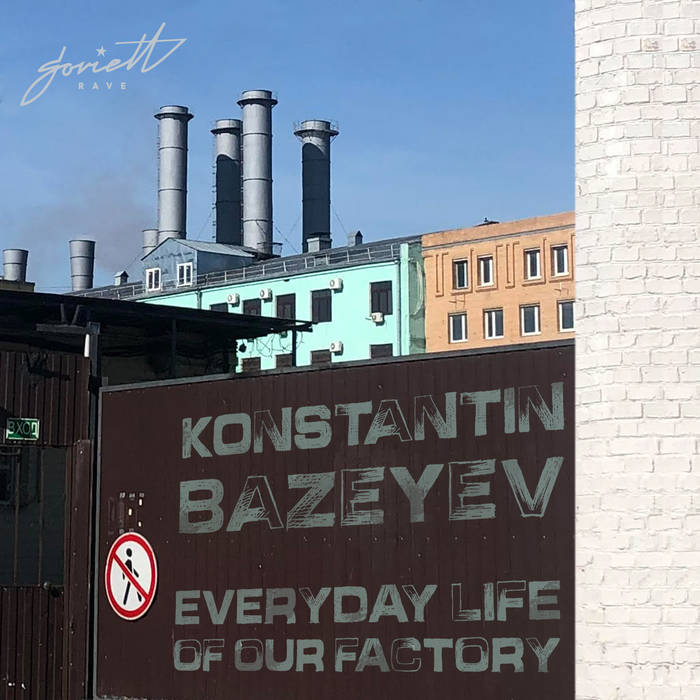 Soviett
RAVE
ВХОД
KONSTANTIN
BAZEYEV
EVERYDAY LIFE
OF OUR FACTORY